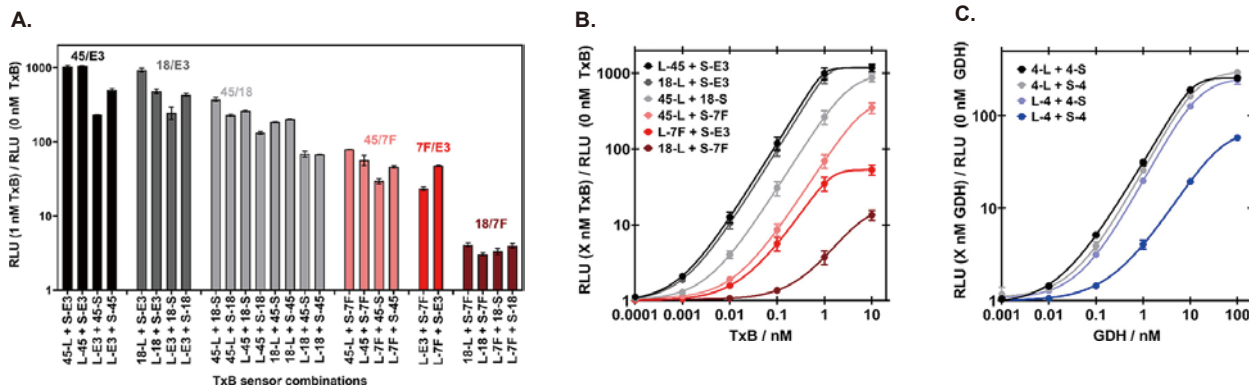 A.
RLU (1 nM TxB) / RLU (0 nM TxB)
1000
100
10
1
45/E3
18/E3
45/18
45/7F
7F/E3
18/7F
45-L + S-E3
L-45 + S-E3
L-E3 + 45-S
L-E3 + S-45
18-L + S-E3
L-18 + S-E3
L-E3 + 18-S
L-E3 + S-18
45-L + 18-S
45-L + S-18
L-45 + 18-S
L-45 + S-18
18-L + 45-S
18-L + S-45
L-18 + 45-S
L-18 + S-45
45-L + S-7F
L-45 + S-7F
L-7F + 45-S
L-7F + S-45
L-E3 + S-7F
L-7F + S-E3
18-L + S-7F
L-18 + S-7F
L-7F + 18-S
L-7F + S-18
TxB sensor combinations
B.
RLU (X nM TxB) / RLU (0 nM TxB)
1000
100
10
1
L-45 + S-E3
18-L + S-E3
45-L + 18-S
45-L + S-7F
L-7F + S-E3
18-L + S-7F
0.0001 0.001 0.01 0.1 1 10
TxB / nM
C.
RLU (X nM GDH) / RLU (0 nM GDH)
100
10
1
4-L + 4-S
4-L + S-4
L-4 + 4-S
L-4 + S-4
0.001 0.01 0.1 1 10 100
GDH / nM